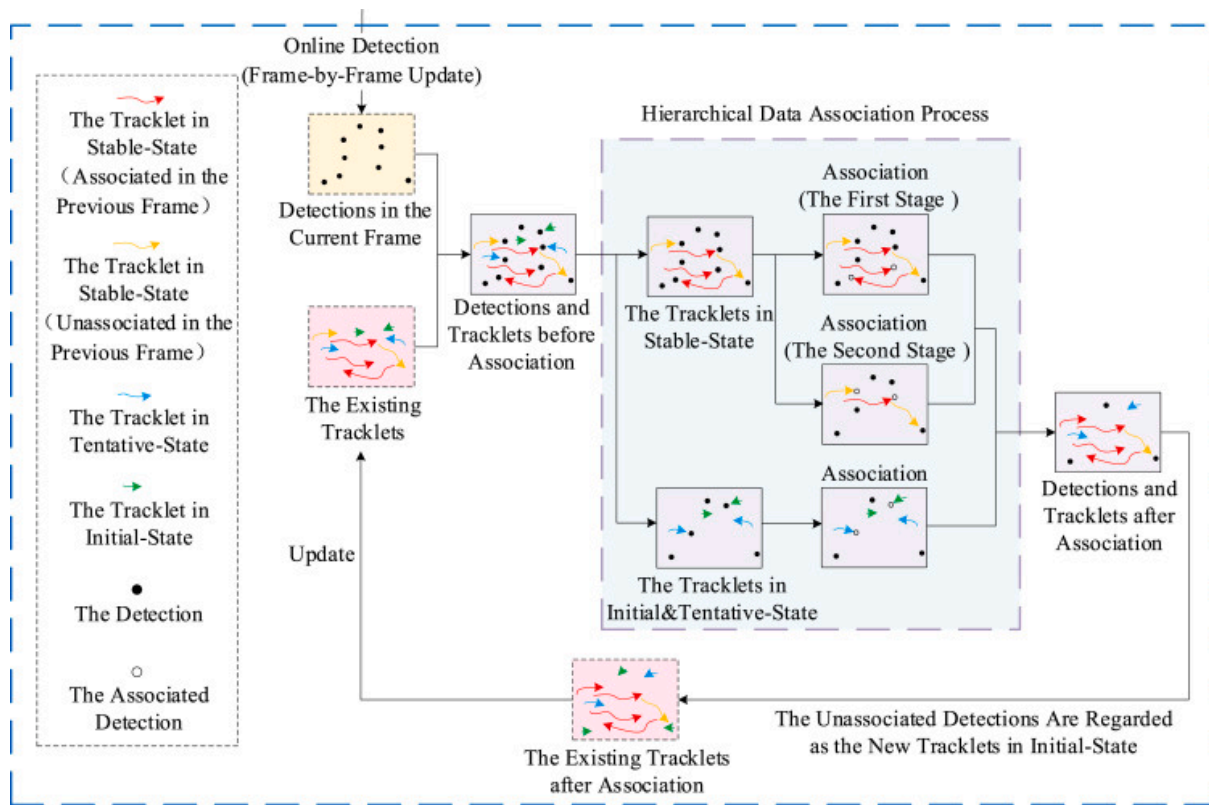 Online Detection
(Frame-by-Frame Update)
The Tracklet in
Stable-State
（Associated in the
Previous Frame）
The Tracklet in
Stable-State
（Unassociated in the
Previous Frame）
The Tracklet in
Tentative-State
The Tracklet in
Initial-State
The Detection
The Associated
Detection
Detections in the
Current Frame
The Existing
Tracklets
Update
Detections and
Tracklets before
Association
Hierarchical Data Association Process
The Tracklets in
Stable-State
Association
(The First Stage )
Association
(The Second Stage )
The Tracklets in
Initial&Tentative-State
Association
Detections and
Tracklets after
Association
The Unassociated Detections Are Regarded
as the New Tracklets in Initial-State
The Existing Tracklets
after Association